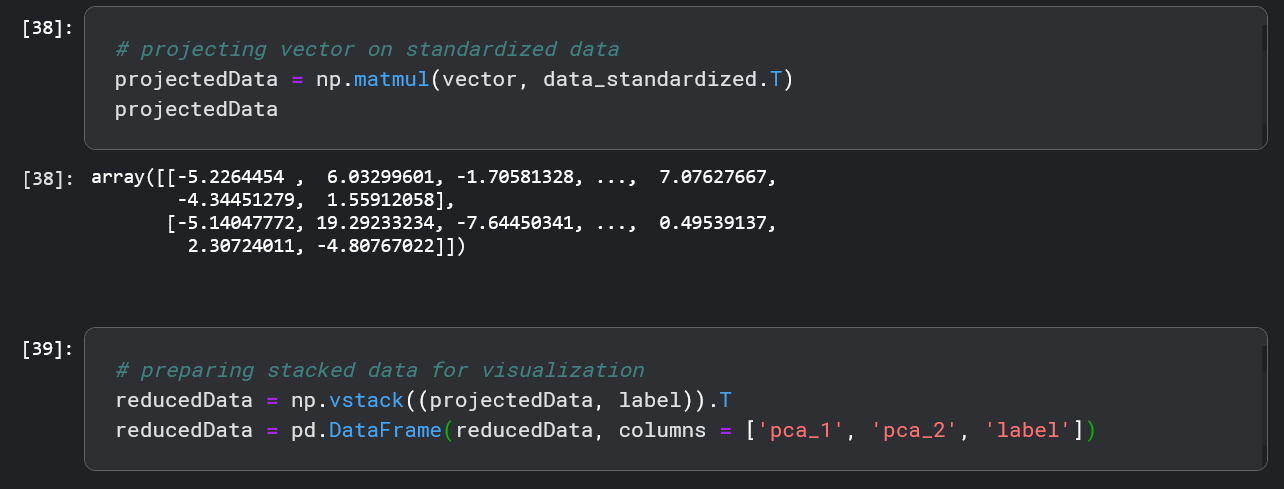 [38]:
# projecting vector on standardized data
projectedData = np.matmul(vector, data_standardized.T)
projectedData
[38]: array([[-5.2264454 ,  6.03299601, -1.70581328, ...,  7.07627667,
        -4.34451279,  1.55912058],
       [-5.14047772, 19.29233234, -7.64450341, ...,  0.49539137,
         2.30724011, -4.80767022]])
[39]:
# preparing stacked data for visualization
reducedData = np.vstack((projectedData, label)).T
reducedData = pd.DataFrame(reducedData, columns = ['pca_1', 'pca_2', 'label'])